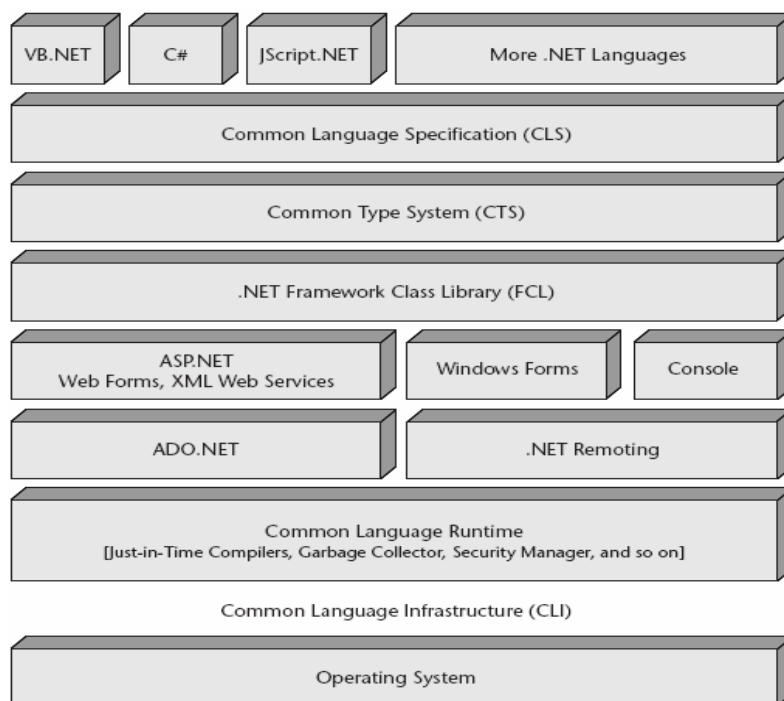 VB.NET
C#
JScript.NET
More .NET Languages
Common Language Specification (CLS)
Common Type System (CTS)
.NET Framework Class Library (FCL)
ASP.NET
Web Forms, XML Web Services
Windows Forms
Console
ADO.NET
.NET Remoting
Common Language Runtime
[Just-in-Time Compilers, Garbage Collector, Security Manager, and so on]
Common Language Infrastructure (CLI)
Operating System